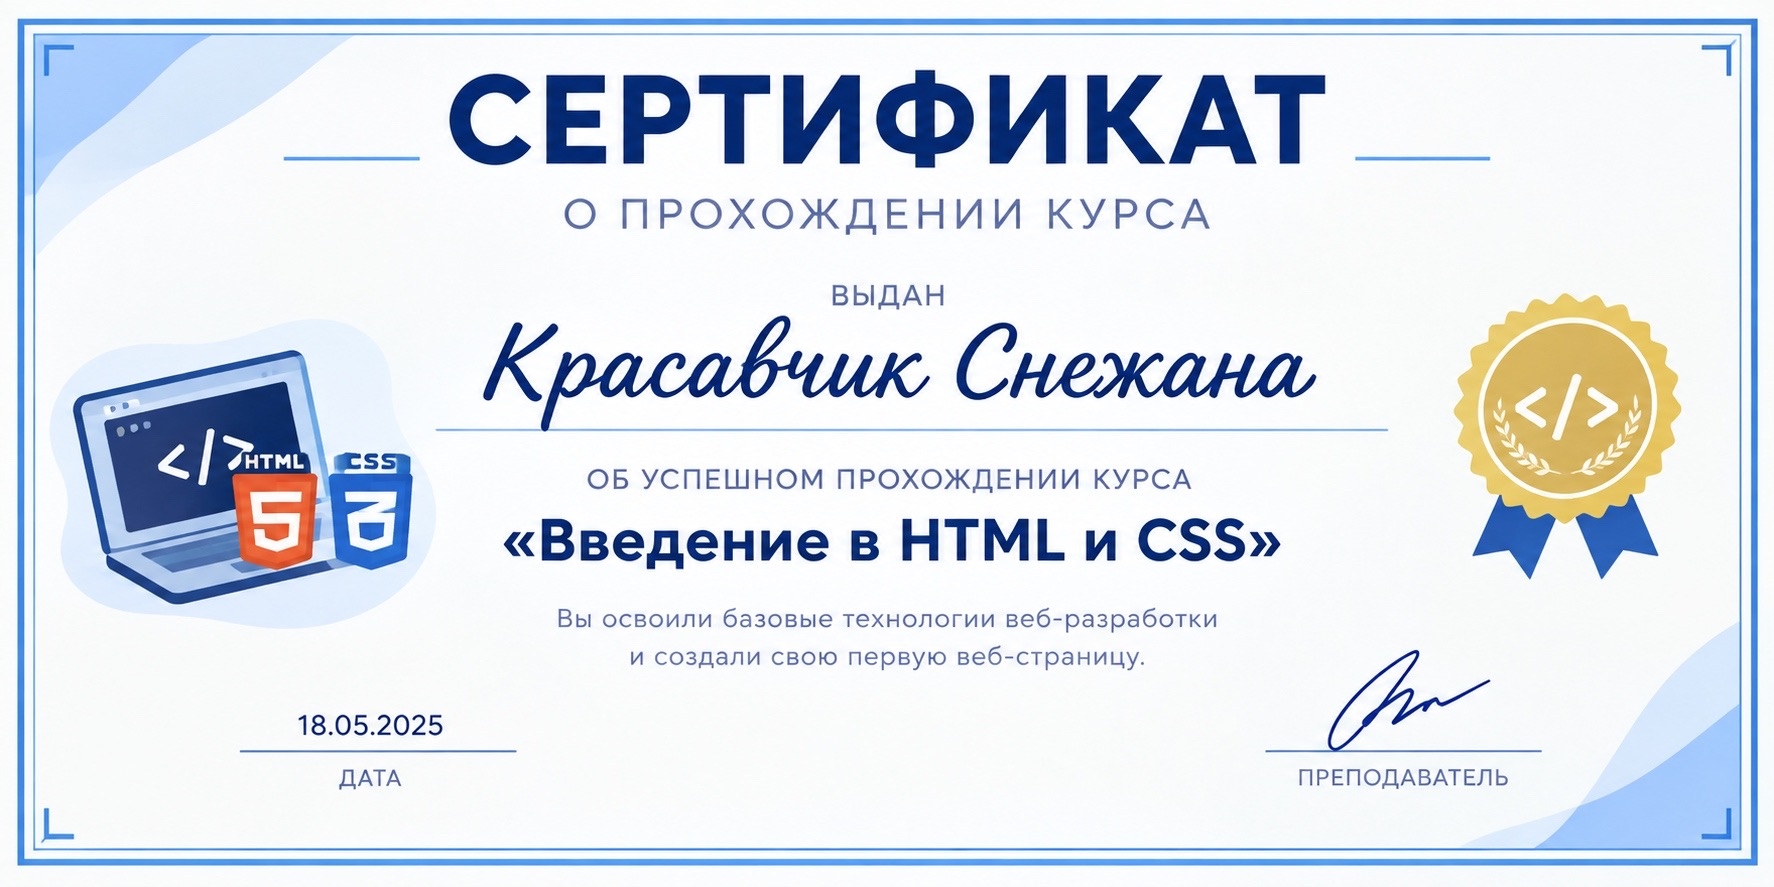 СЕРТИФИКАТ
О ПРОХОЖДЕНИИ КУРСА
ВЫДАН
Красавчик Снежана
</>
HTML
5
CSS
3
</>
ОБ УСПЕШНОМ ПРОХОЖДЕНИИ КУРСА
«Введение в HTML и CSS»
Вы освоили базовые технологии веб-разработки
и создали свою первую веб-страницу.
18.05.2025
ДАТА
ПРЕПОДАВАТЕЛЬ